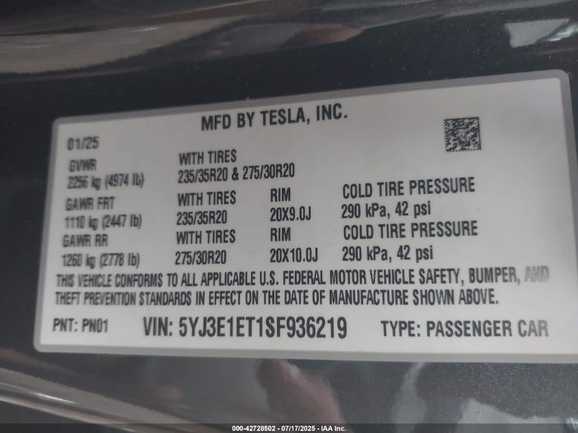 MFD BY TESLA, INC.
01/25
GVWR WITH TIRES
2256 kg (4974 lb) 235/35R20 & 275/30R20
GAWR FRT WITH TIRES RIM COLD TIRE PRESSURE
1110 kg (2447 lb) 235/35R20 20X9.0J 290 kPa, 42 psi
GAWR RR WITH TIRES RIM COLD TIRE PRESSURE
1260 kg (2778 lb) 275/30R20 20X10.0J 290 kPa, 42 psi
THIS VEHICLE CONFORMS TO ALL APPLICABLE U.S. FEDERAL MOTOR VEHICLE SAFETY, BUMPER, AND
THEFT PREVENTION STANDARDS IN EFFECT ON THE DATE OF MANUFACTURE SHOWN ABOVE.
PNT: PN01 VIN: 5YJ3E1ET1SF936219 TYPE: PASSENGER CAR
000-42728502 - 07/17/2025 - IAA Inc.